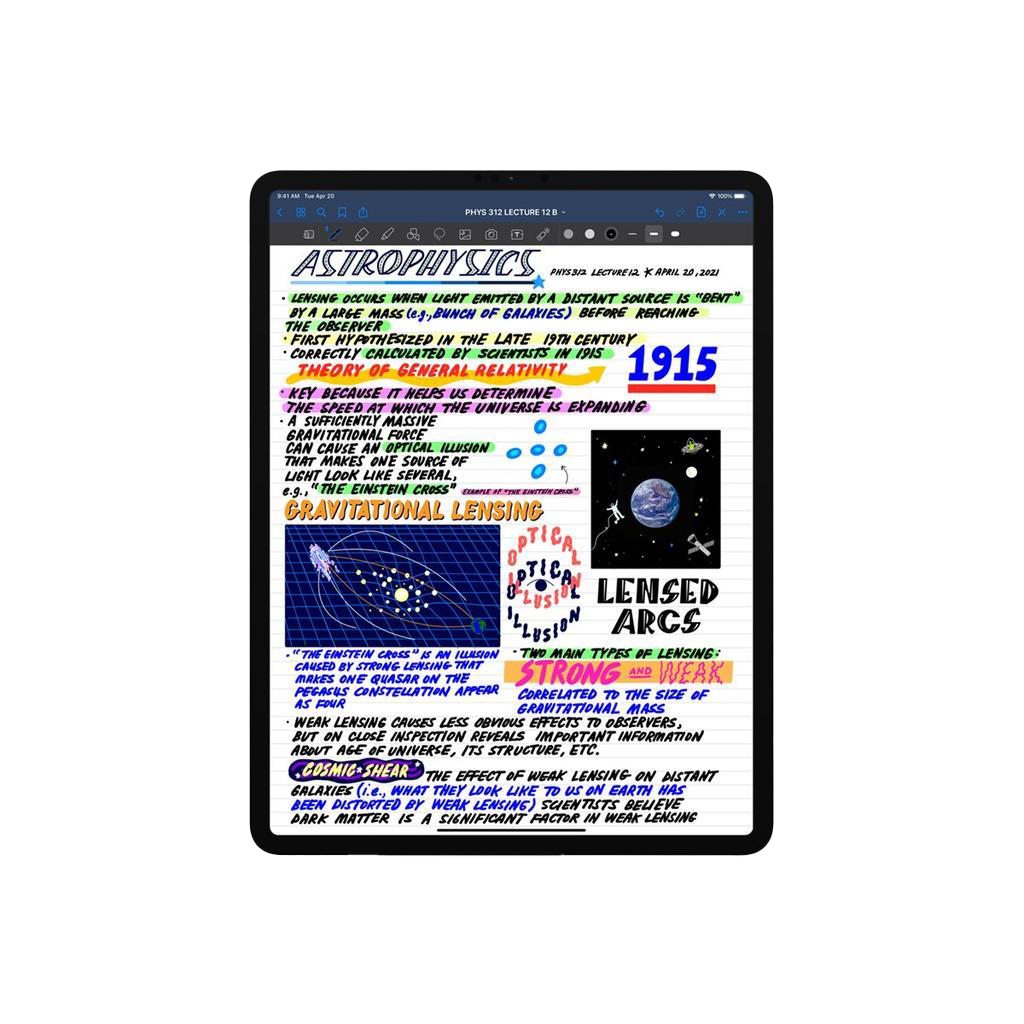 9:41 AM Tue Apr 20
100%
PHYS 312 LECTURE 12 B
ASTROPHYSICS
PHYS 312 LECTURE 12 APRIL 20, 2021
· LENSING OCCURS WHEN LIGHT EMITTED BY A DISTANT SOURCE IS "BENT"
BY A LARGE MASS (e.g., BUNCH OF GALAXIES) BEFORE REACHING
THE OBSERVER
· FIRST HYPOTHESIZED IN THE LATE 19TH CENTURY
· CORRECTLY CALCULATED BY SCIENTISTS IN 1915
1915
THEORY OF GENERAL RELATIVITY
· KEY BECAUSE IT HELPS US DETERMINE
THE SPEED AT WHICH THE UNIVERSE IS EXPANDING
· A SUFFICIENTLY MASSIVE
GRAVITATIONAL FORCE
CAN CAUSE AN OPTICAL ILLUSION
THAT MAKES ONE SOURCE OF
LIGHT LOOK LIKE SEVERAL,
e.g., "THE EINSTEIN CROSS"
EXAMPLE OF "THE EINSTEIN CROSS"
GRAVITATIONAL LENSING
OPTICAL
ILLUSION
OPTICAL
ILLUSION
LENSED
ARCS
· "THE EINSTEIN CROSS" IS AN ILLUSION
CAUSED BY STRONG LENSING THAT
MAKES ONE QUASAR ON THE
PEGASUS CONSTELLATION APPEAR
AS FOUR
· TWO MAIN TYPES OF LENSING:
STRONG AND WEAK
CORRELATED TO THE SIZE OF
GRAVITATIONAL MASS
· WEAK LENSING CAUSES LESS OBVIOUS EFFECTS TO OBSERVERS,
BUT ON CLOSE INSPECTION REVEALS IMPORTANT INFORMATION
ABOUT AGE OF UNIVERSE, ITS STRUCTURE, ETC.
COSMIC SHEAR THE EFFECT OF WEAK LENSING ON DISTANT
GALAXIES (i.e., WHAT THEY LOOK LIKE TO US ON EARTH HAS
BEEN DISTORTED BY WEAK LENSING) SCIENTISTS BELIEVE
DARK MATTER IS A SIGNIFICANT FACTOR IN WEAK LENSING